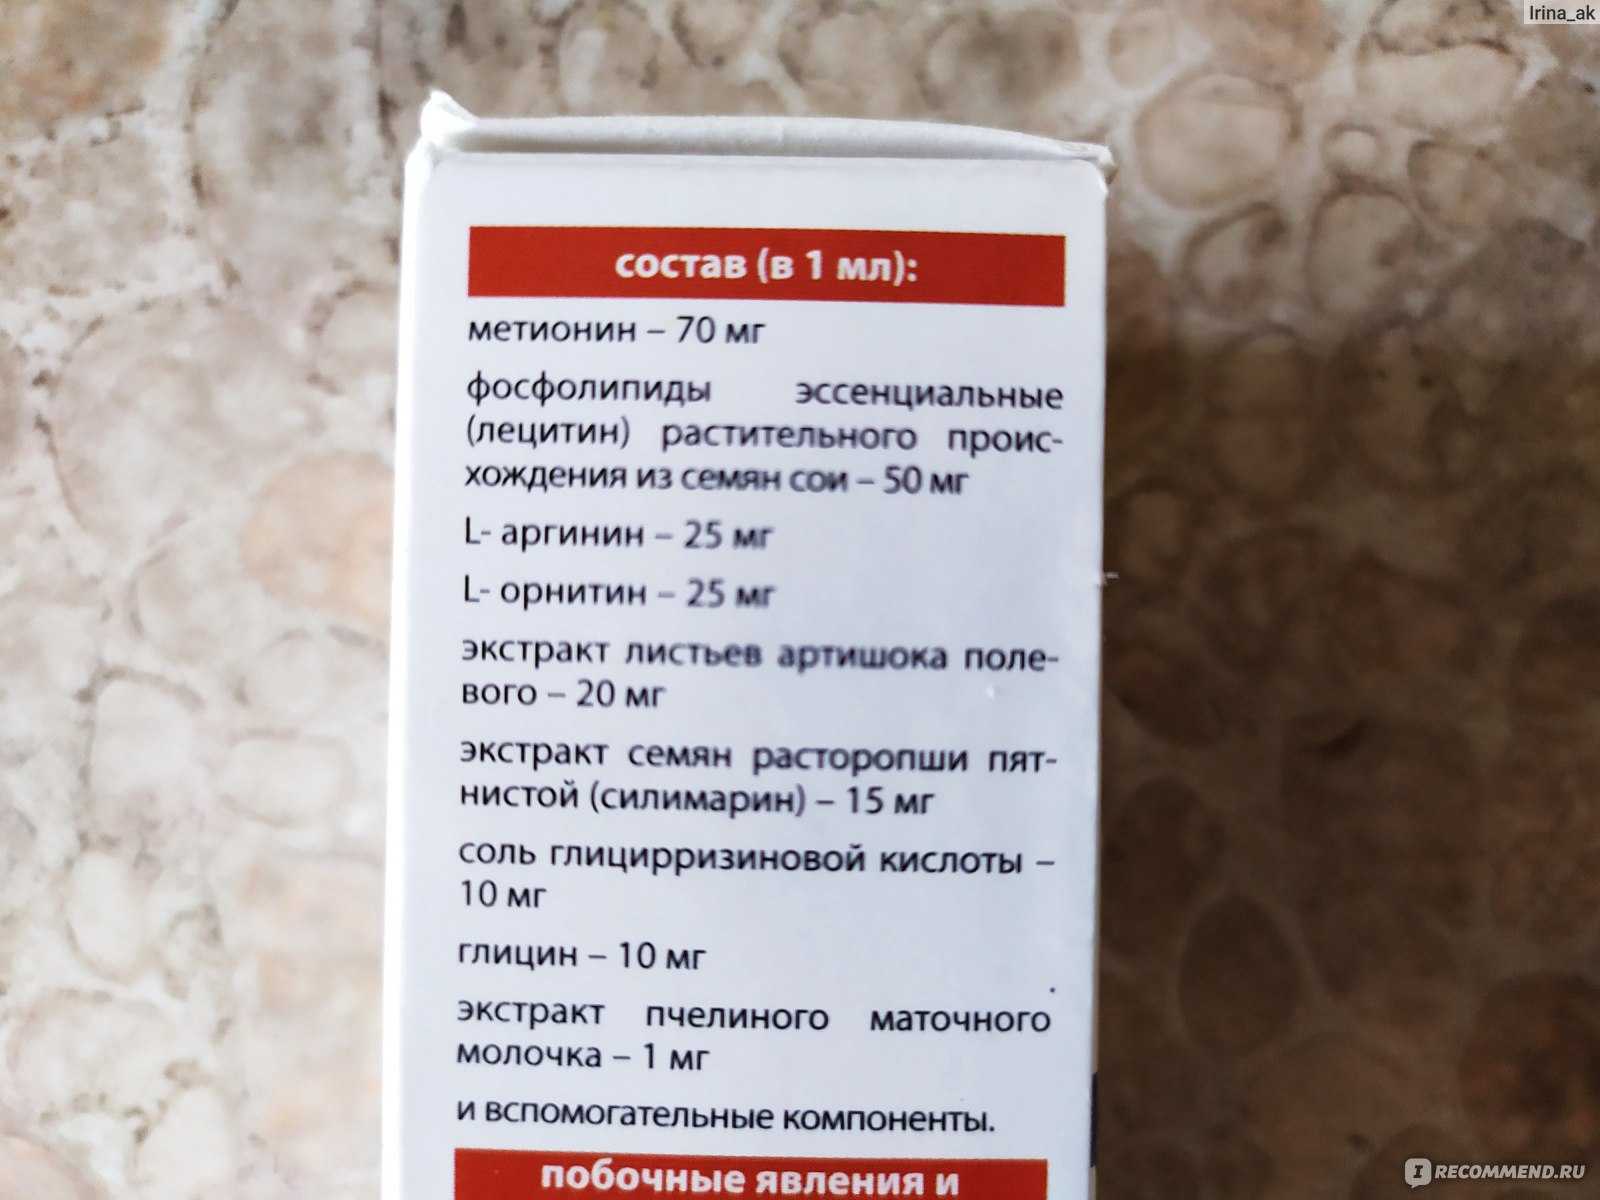 Irina_ak
состав (в 1 мл):
метионин – 70 мг
фосфолипиды эссенциальные
(лецитин) растительного проис-
хождения из семян сои – 50 мг
L- аргинин – 25 мг
L- орнитин – 25 мг
экстракт листьев артишока поле-
вого – 20 мг
экстракт семян расторопши пят-
нистой (силимарин) – 15 мг
соль глицирризиновой кислоты –
10 мг
глицин – 10 мг
экстракт пчелиного маточного
молочка – 1 мг
и вспомогательные компоненты.
побочные явления и
IRECOMMEND.RU